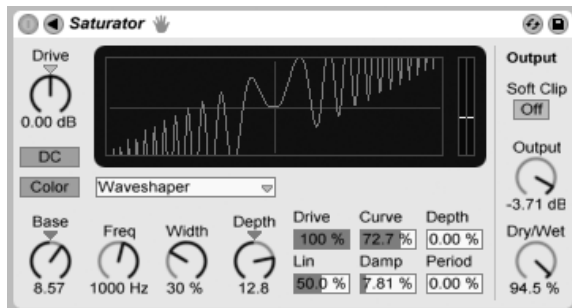 Saturator
Drive
0.00 dB
DC
Color
Waveshaper
Base
8.57
Freq
1000 Hz
Width
30 %
Depth
12.8
Drive
100 %
Curve
72.7 %
Depth
0.00 %
Lin
50.0 %
Damp
7.81 %
Period
0.00 %
Output
Soft Clip
Off
Output
-3.71 dB
Dry/Wet
94.5 %